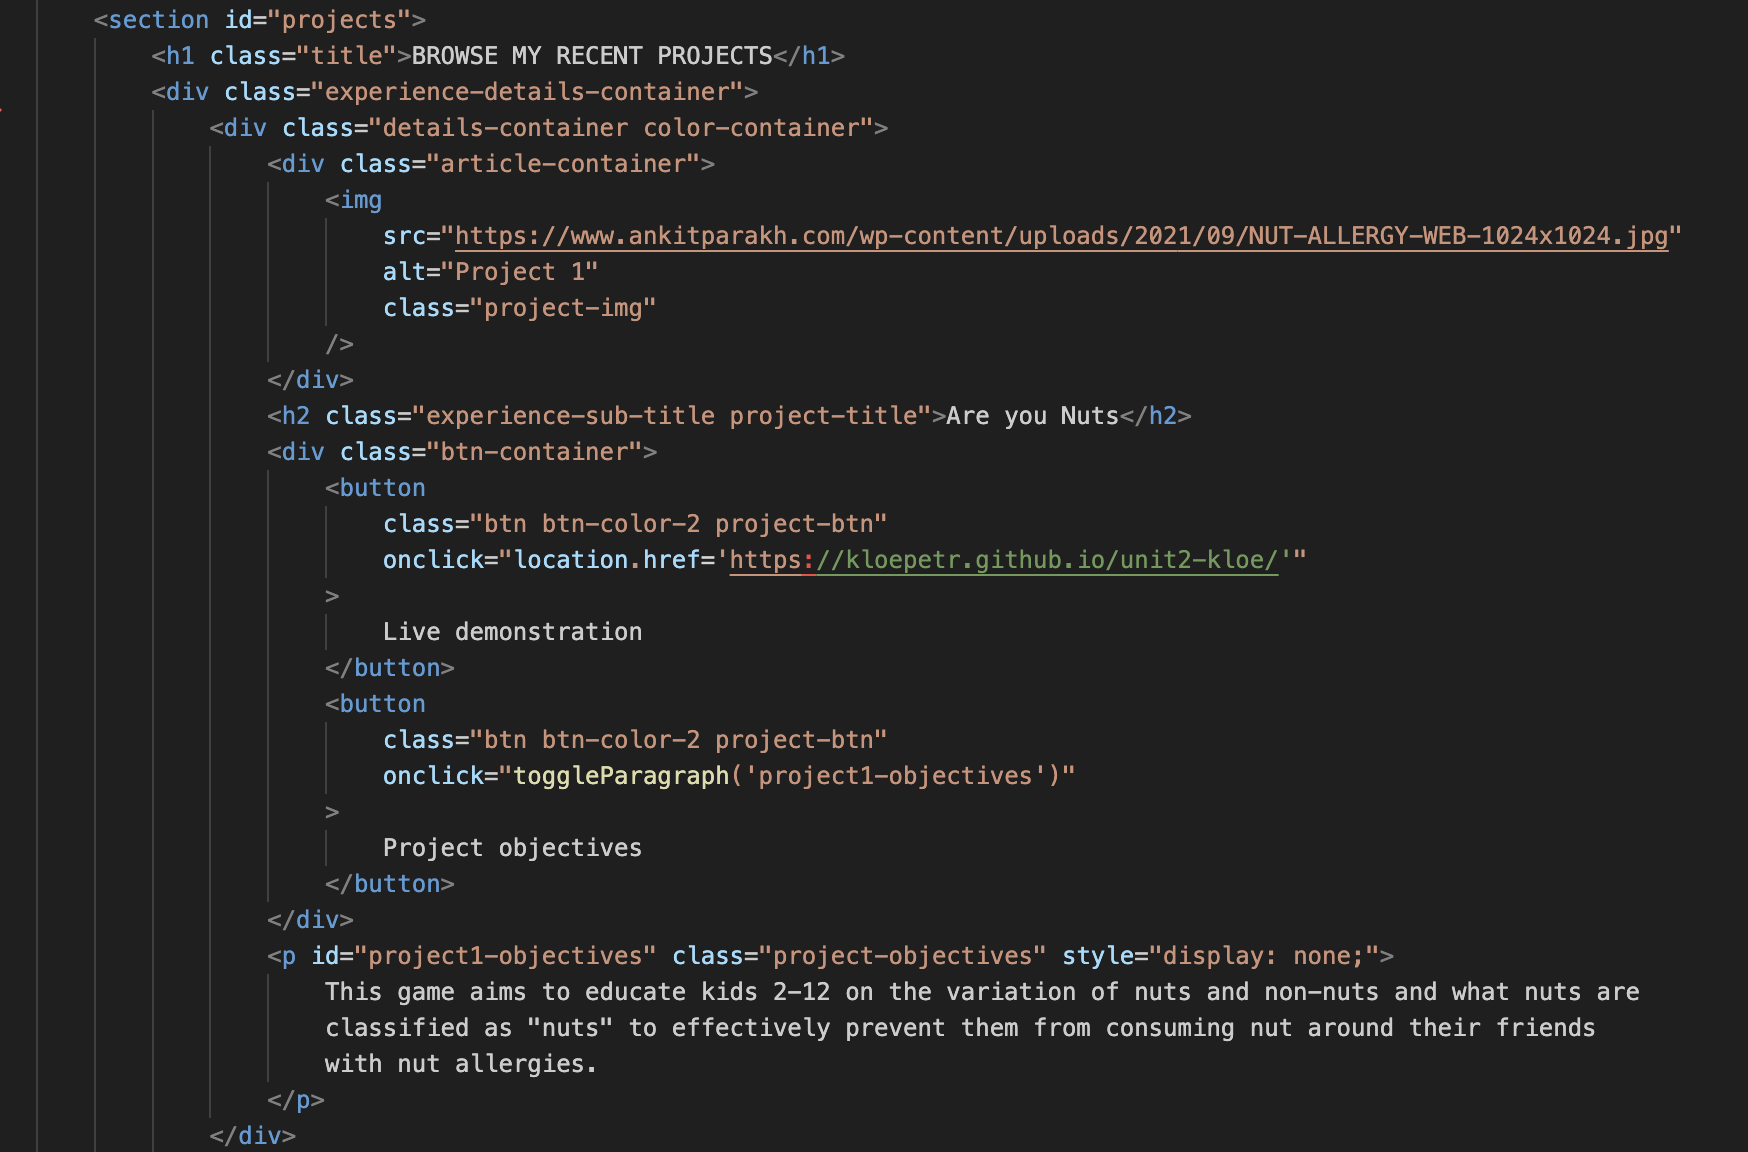 <section id="projects">
<h1 class="title">BROWSE MY RECENT PROJECTS</h1>
<div class="experience-details-container">
<div class="details-container color-container">
<div class="article-container">
<img
src="https://www.ankitparakh.com/wp-content/uploads/2021/09/NUT-ALLERGY-WEB-1024x1024.jpg"
alt="Project 1"
class="project-img"
/>
</div>
<h2 class="experience-sub-title project-title">Are you Nuts</h2>
<div class="btn-container">
<button
class="btn btn-color-2 project-btn"
onclick="location.href='https://kloepetr.github.io/unit2-kloe/'"
>
Live demonstration
</button>
<button
class="btn btn-color-2 project-btn"
onclick="toggleParagraph('project1-objectives')"
>
Project objectives
</button>
</div>
<p id="project1-objectives" class="project-objectives" style="display: none;">
This game aims to educate kids 2-12 on the variation of nuts and non-nuts and what nuts are
classified as "nuts" to effectively prevent them from consuming nut around their friends
with nut allergies.
</p>
</div>